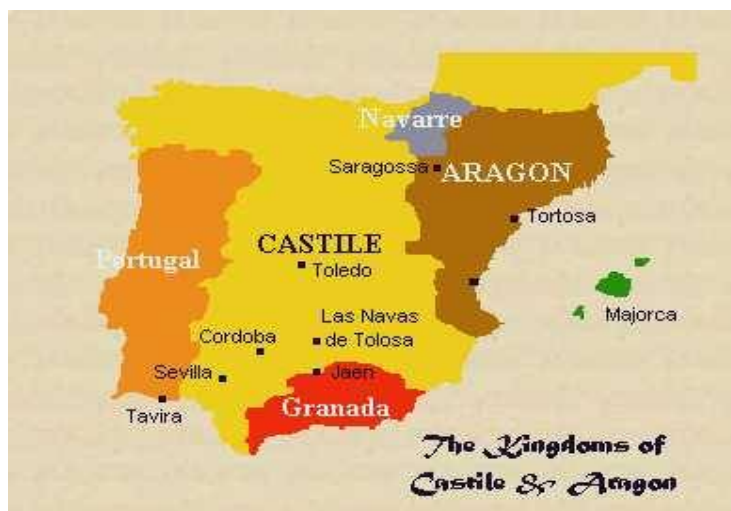 Navarre
Saragossa
ARAGON
Tortosa
CASTILE
Portugal
Toledo
Majorca
Las Navas
de Tolosa
Cordoba
Sevilla
Jaen
Tavira
Granada
The Kingdoms of
Castile & Aragon